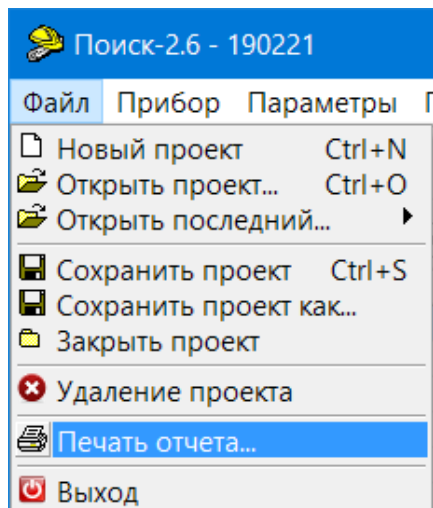 Поиск-2.6 - 190221
Файл Прибор Параметры
Новый проект Ctrl+N
Открыть проект... Ctrl+O
Открыть последний...
Сохранить проект Ctrl+S
Сохранить проект как...
Закрыть проект
Удаление проекта
Печать отчета...
Выход